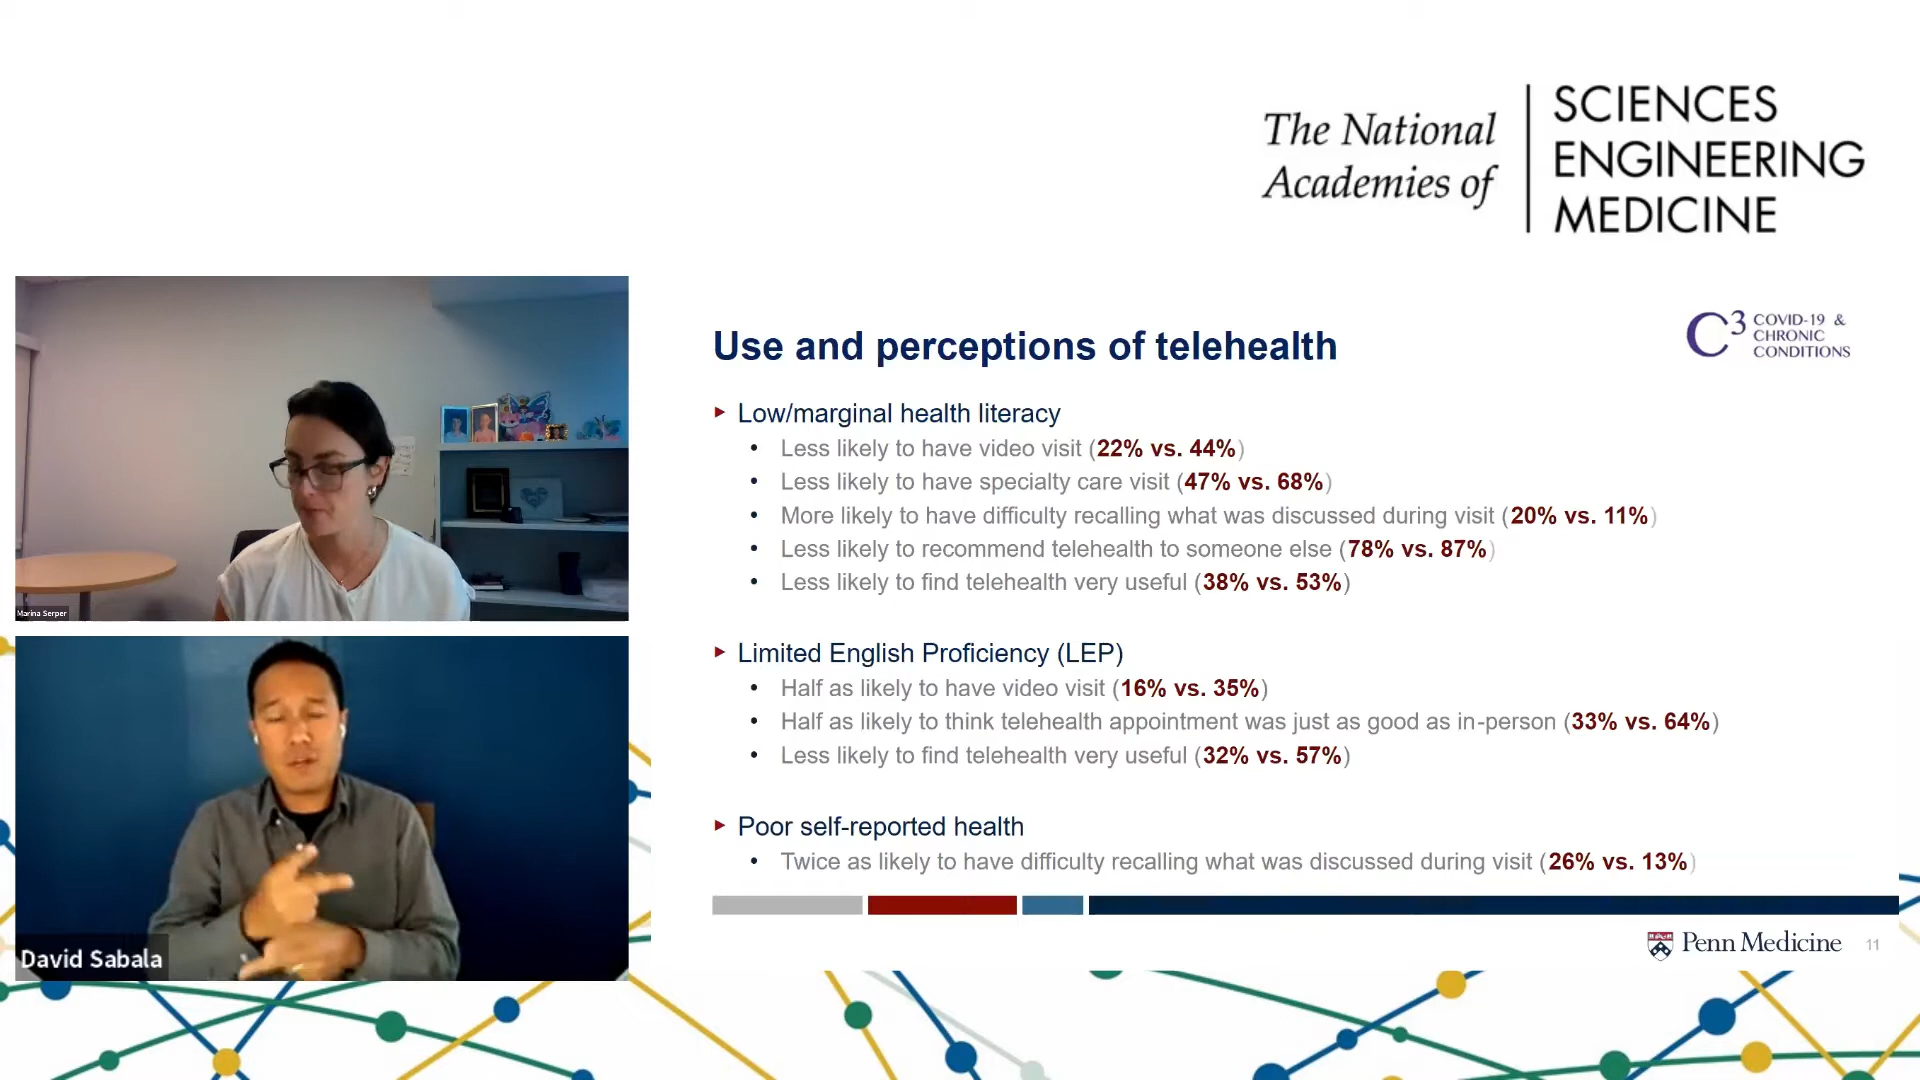 The National
Academies of
SCIENCES
ENGINEERING
MEDICINE
Marina Serper
David Sabala
Use and perceptions of telehealth
C3 COVID-19 &
CHRONIC
CONDITIONS
► Low/marginal health literacy
• Less likely to have video visit (22% vs. 44%)
• Less likely to have specialty care visit (47% vs. 68%)
• More likely to have difficulty recalling what was discussed during visit (20% vs. 11%)
• Less likely to recommend telehealth to someone else (78% vs. 87%)
• Less likely to find telehealth very useful (38% vs. 53%)
► Limited English Proficiency (LEP)
• Half as likely to have video visit (16% vs. 35%)
• Half as likely to think telehealth appointment was just as good as in-person (33% vs. 64%)
• Less likely to find telehealth very useful (32% vs. 57%)
► Poor self-reported health
• Twice as likely to have difficulty recalling what was discussed during visit (26% vs. 13%)
Penn Medicine 11